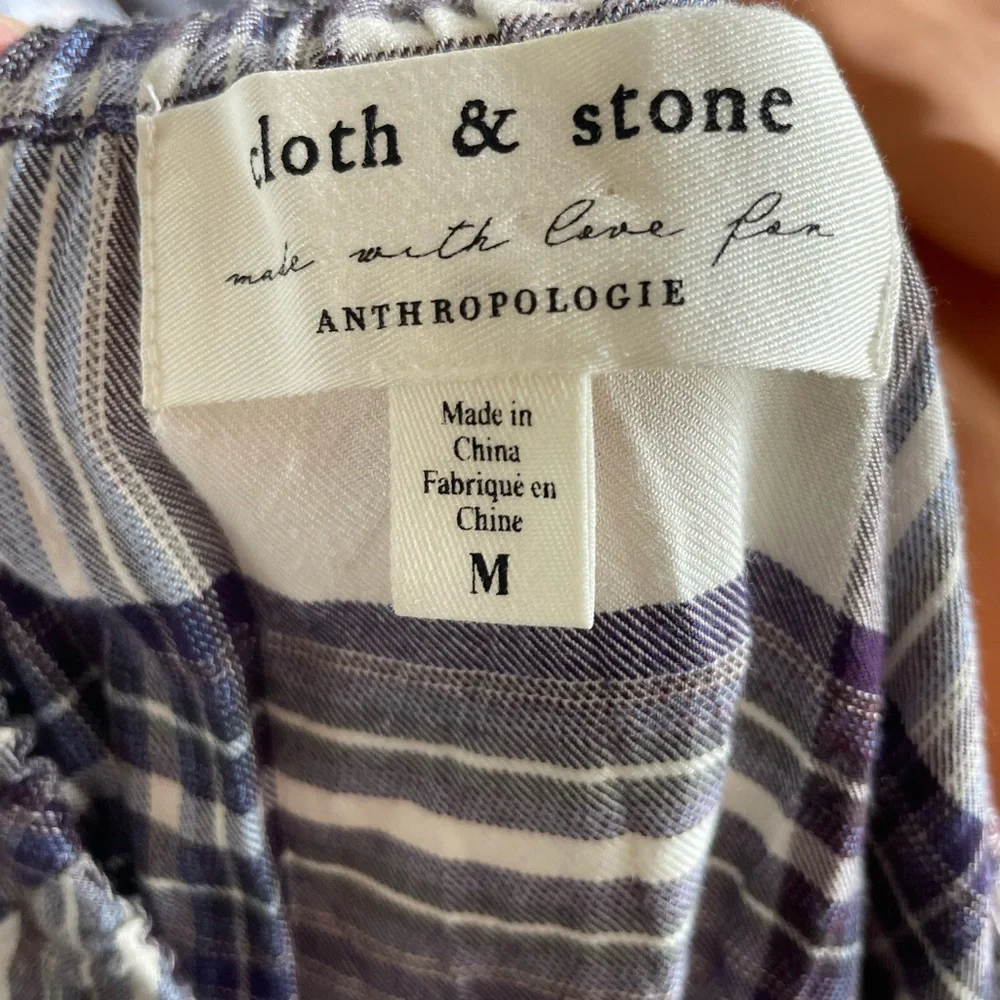 cloth & stone
made with love for
ANTHROPOLOGIE
Made in
China
Fabriqué en
Chine
M